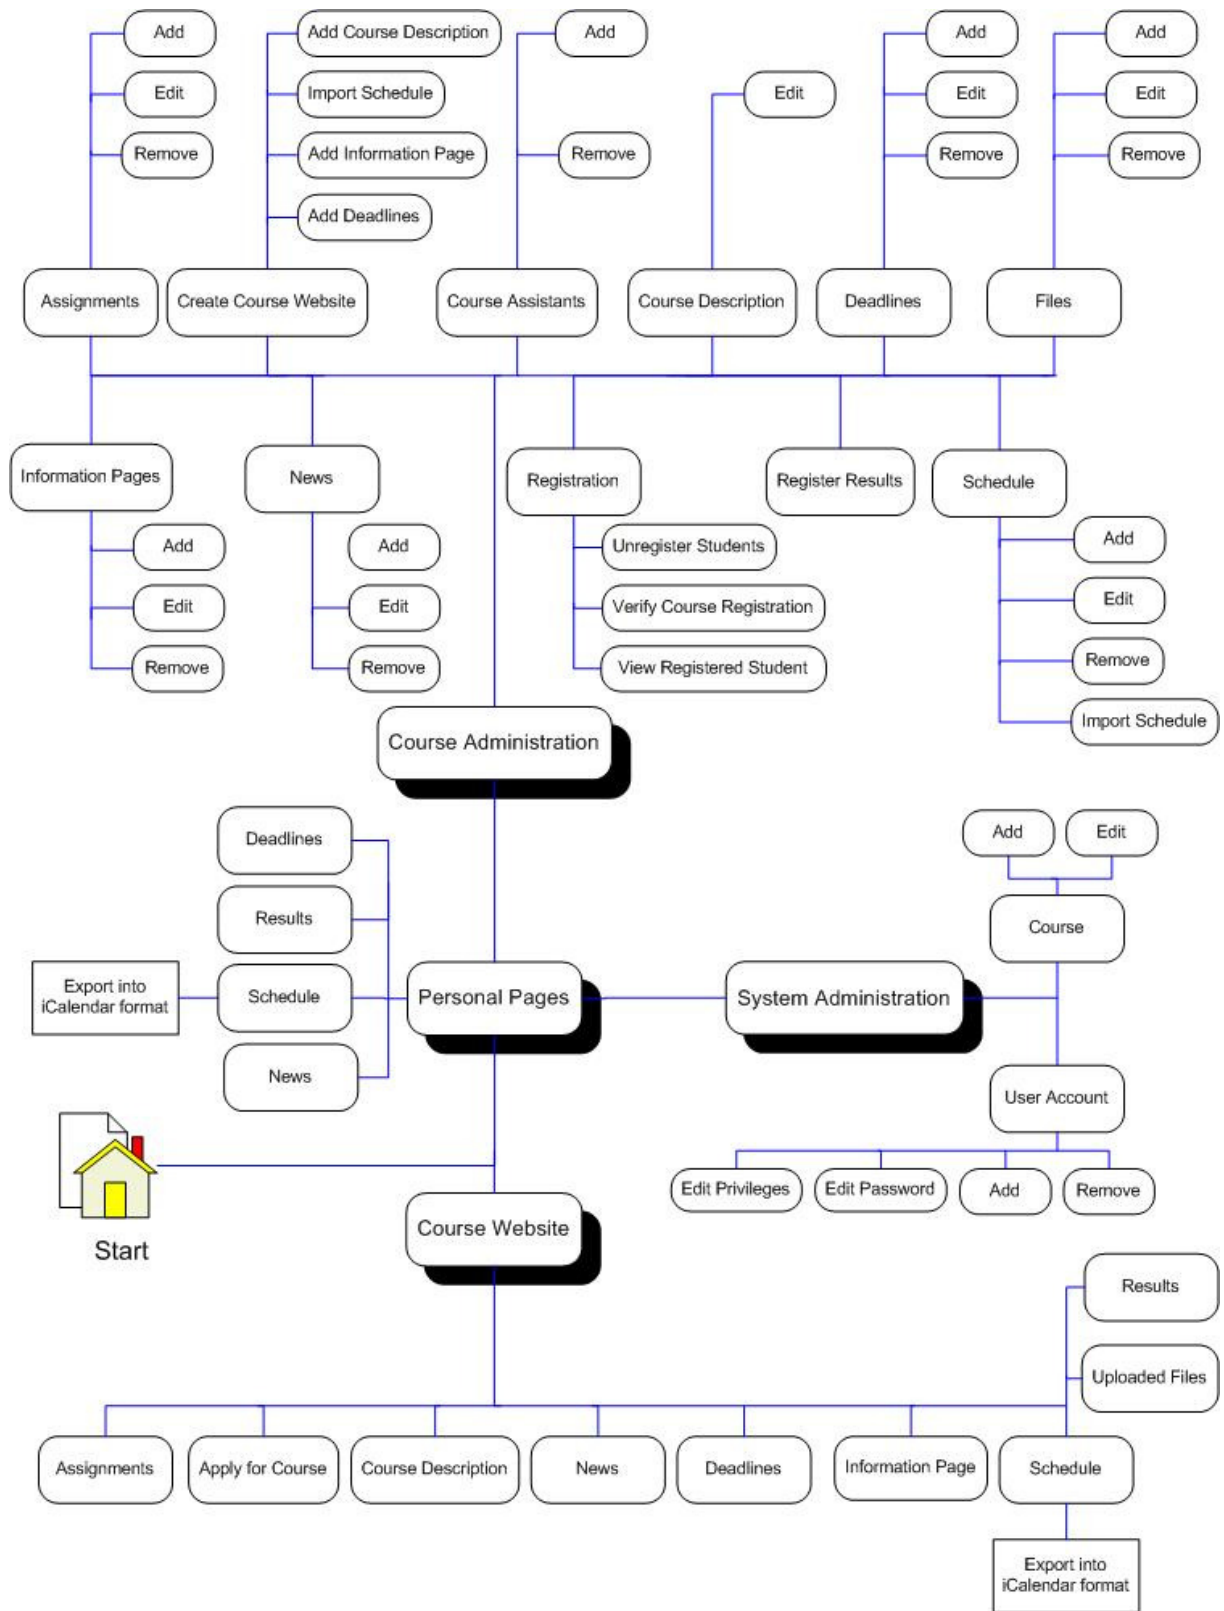 Add
Add Course Description
Add
Add
Add
Edit
Import Schedule
Edit
Edit
Edit
Remove
Add Information Page
Remove
Remove
Remove
Add Deadlines
Assignments
Create Course Website
Course Assistants
Course Description
Deadlines
Files
Information Pages
News
Registration
Register Results
Schedule
Add
Add
Unregister Students
Add
Edit
Edit
Verify Course Registration
Edit
Remove
Remove
View Registered Student
Remove
Import Schedule
Course Administration
Deadlines
Add
Edit
Results
Course
Export into
iCalendar format
Schedule
Personal Pages
System Administration
News
User Account
Edit Privileges
Edit Password
Add
Remove
Start
Course Website
Results
Uploaded Files
Assignments
Apply for Course
Course Description
News
Deadlines
Information Page
Schedule
Export into
iCalendar format